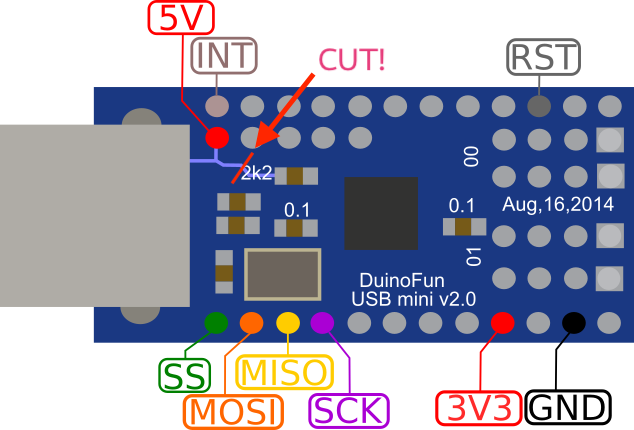 5V
INT
CUT!
RST
2k2
00
0.1
0.1
Aug,16,2014
01
DuinoFun
USB mini v2.0
SS
MOSI
MISO
SCK
3V3
GND